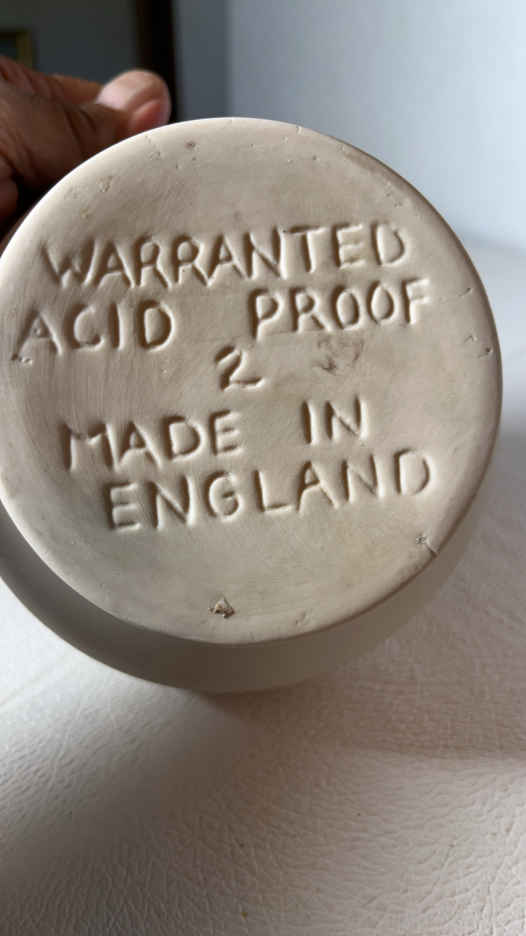 WARRANTED
ACID PROOF
2
MADE IN
ENGLAND